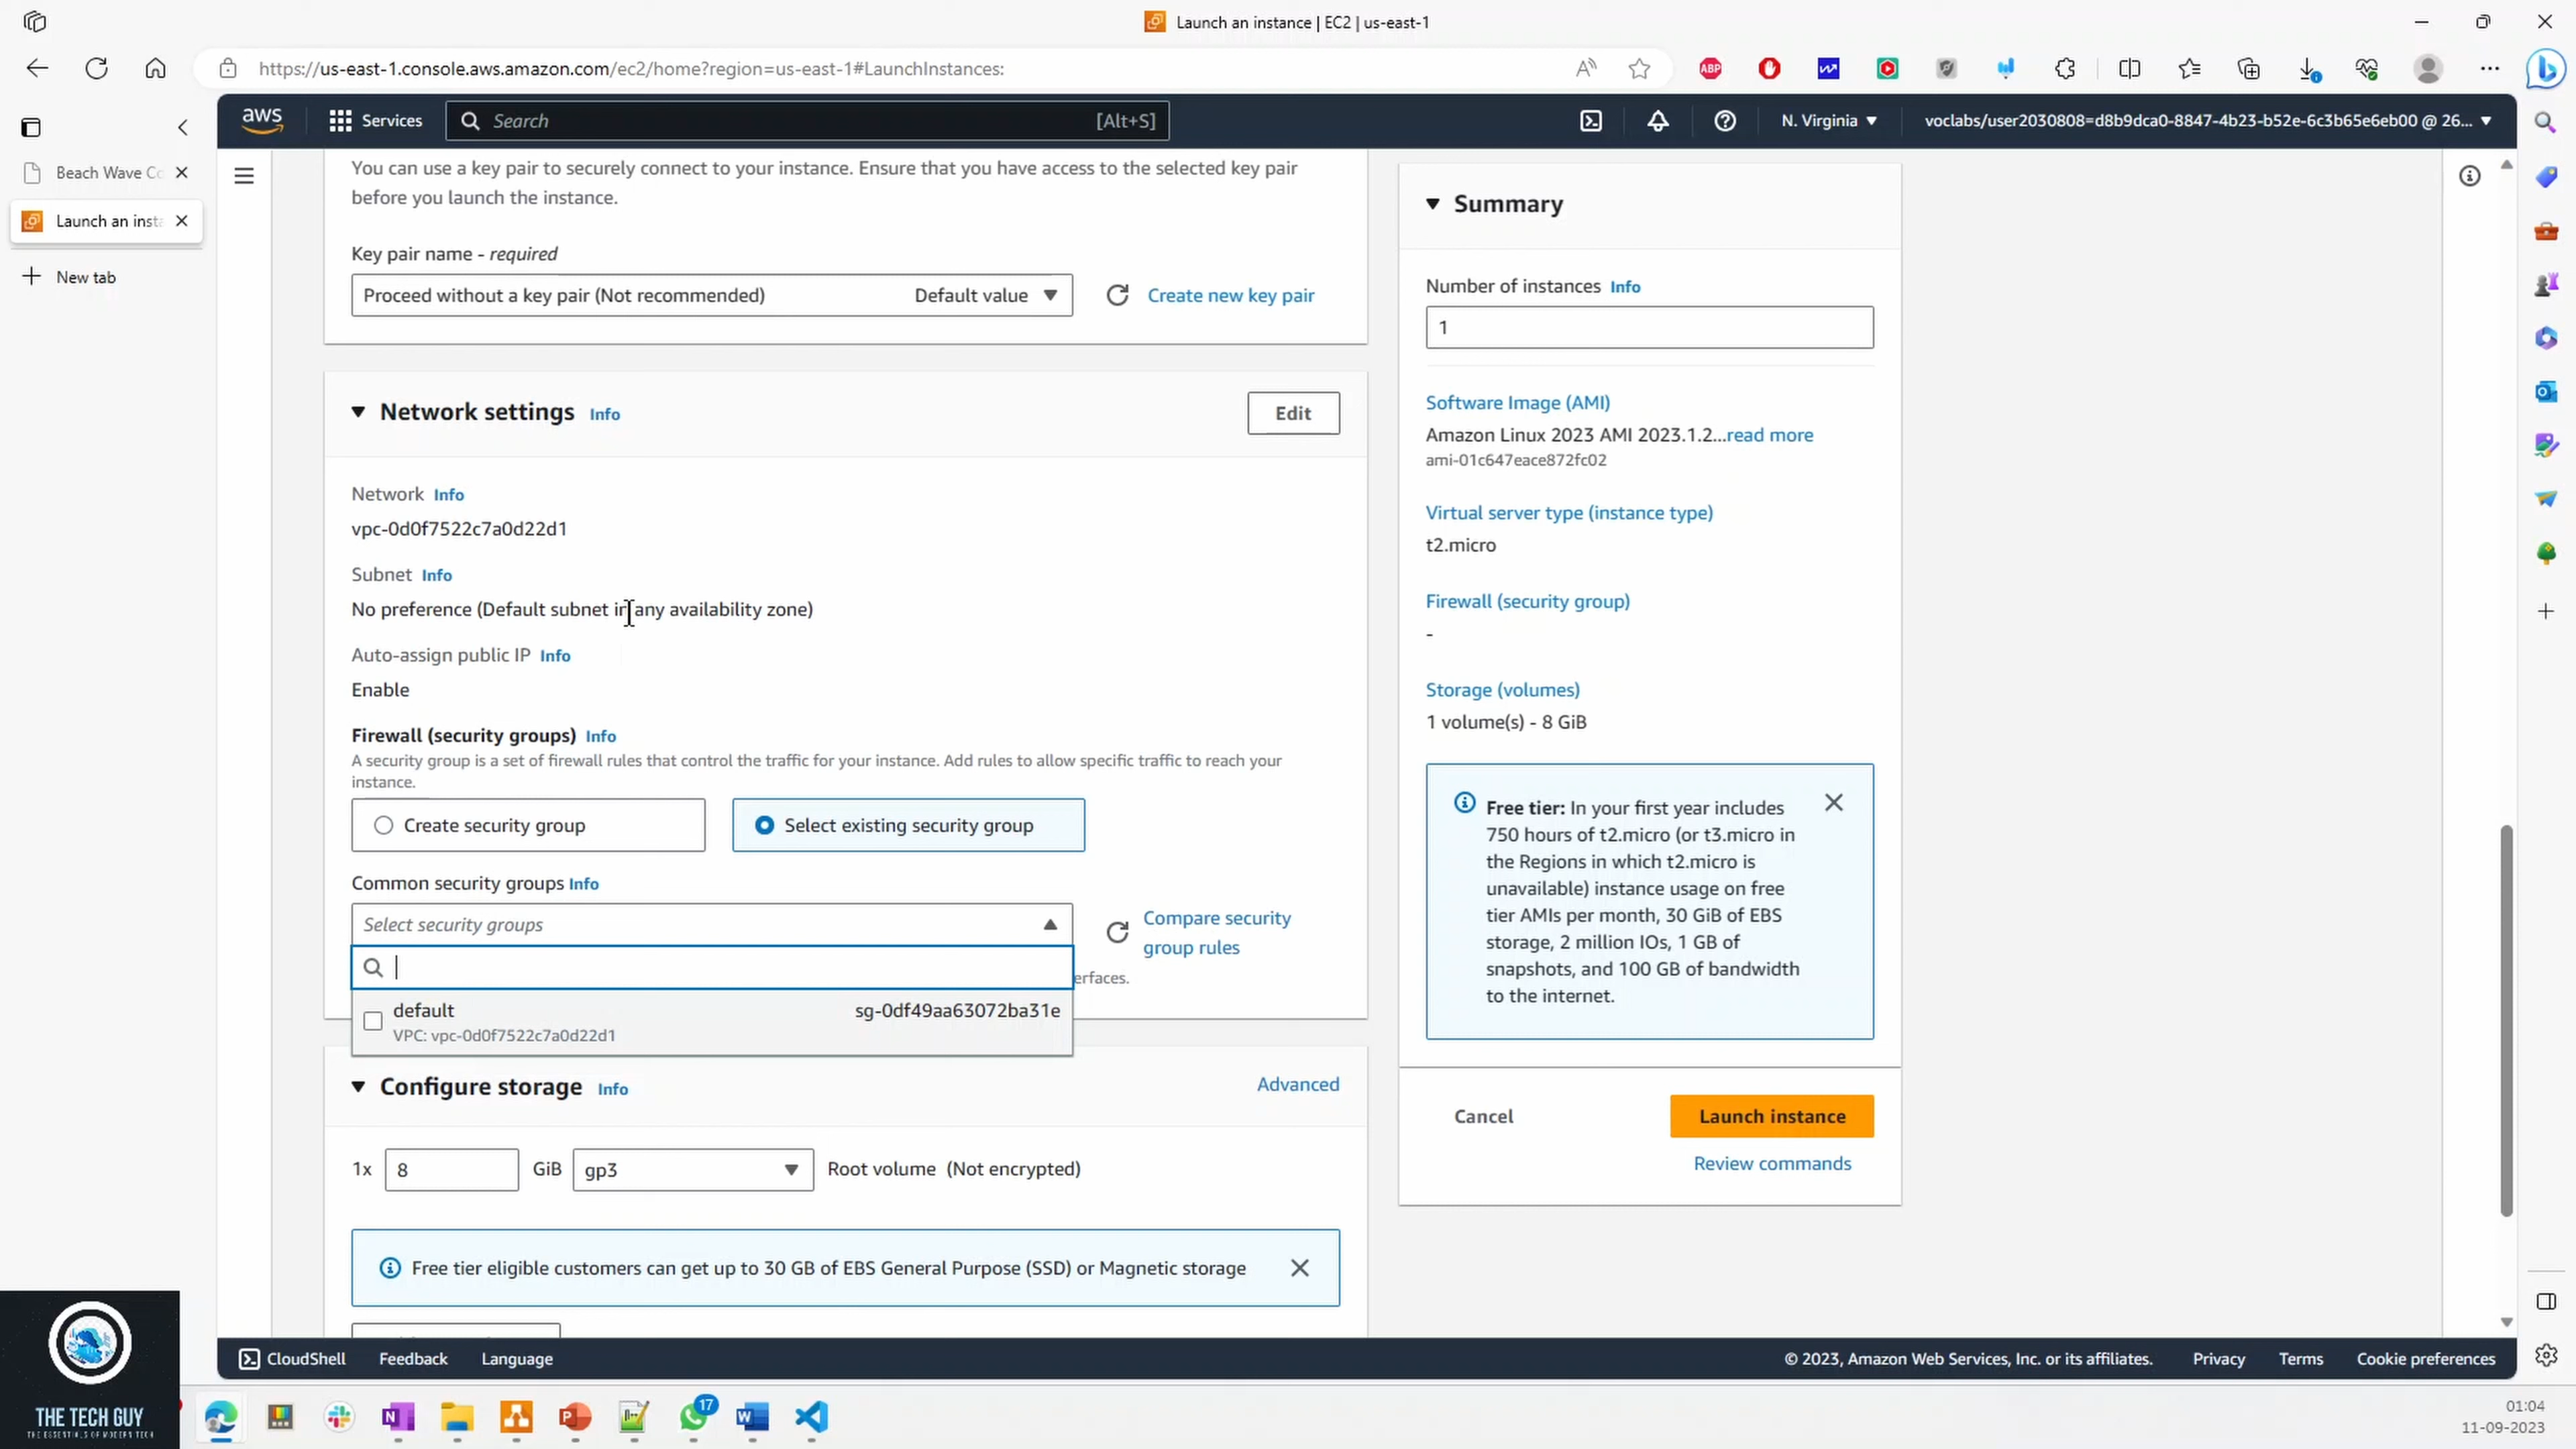 Launch an instance | EC2 | us-east-1
https://us-east-1.console.aws.amazon.com/ec2/home?region=us-east-1#LaunchInstances:
ABP
Beach Wave Co
Launch an insta
New tab
aws
Services
Search
[Alt+S]
N. Virginia
voclabs/user2030808=d8b9dca0-8847-4b23-b52e-6c3b65e6eb00 @ 26...
You can use a key pair to securely connect to your instance. Ensure that you have access to the selected key pair
before you launch the instance.
Key pair name - required
Proceed without a key pair (Not recommended)
Default value
Create new key pair
Network settings Info
Edit
Network Info
vpc-0d0f7522c7a0d22d1
Subnet Info
No preference (Default subnet in any availability zone)
Auto-assign public IP Info
Enable
Firewall (security groups) Info
A security group is a set of firewall rules that control the traffic for your instance. Add rules to allow specific traffic to reach your
instance.
Create security group
Select existing security group
Common security groups Info
Select security groups
Compare security
group rules
erfaces.
default
sg-0df49aa63072ba31e
VPC: vpc-0d0f7522c7a0d22d1
Configure storage Info
Advanced
1x 8 GiB gp3 Root volume (Not encrypted)
Free tier eligible customers can get up to 30 GB of EBS General Purpose (SSD) or Magnetic storage
Summary
Number of instances Info
1
Software Image (AMI)
Amazon Linux 2023 AMI 2023.1.2...read more
ami-01c647eace872fc02
Virtual server type (instance type)
t2.micro
Firewall (security group)
-
Storage (volumes)
1 volume(s) - 8 GiB
Free tier: In your first year includes
750 hours of t2.micro (or t3.micro in
the Regions in which t2.micro is
unavailable) instance usage on free
tier AMIs per month, 30 GiB of EBS
storage, 2 million IOs, 1 GB of
snapshots, and 100 GB of bandwidth
to the internet.
Cancel
Launch instance
Review commands
CloudShell
Feedback
Language
© 2023, Amazon Web Services, Inc. or its affiliates.
Privacy
Terms
Cookie preferences
THE TECH GUY
THE ESSENTIALS OF MODERN TECH
17
01:04
11-09-2023